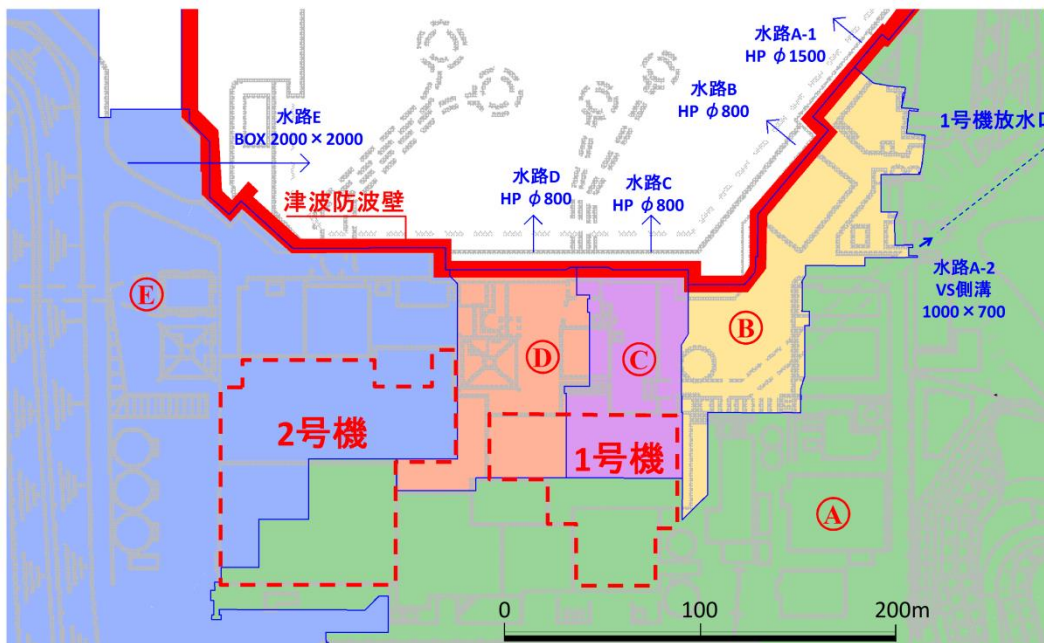 水路A-1
HP φ1500
水路B
HP φ800
水路E
BOX 2000×2000
1号機放水口
水路D
HP φ800
水路C
HP φ800
津波防波壁
水路A-2
VS側溝
1000×700
E
B
D
C
2号機
1号機
A
0
100
200m